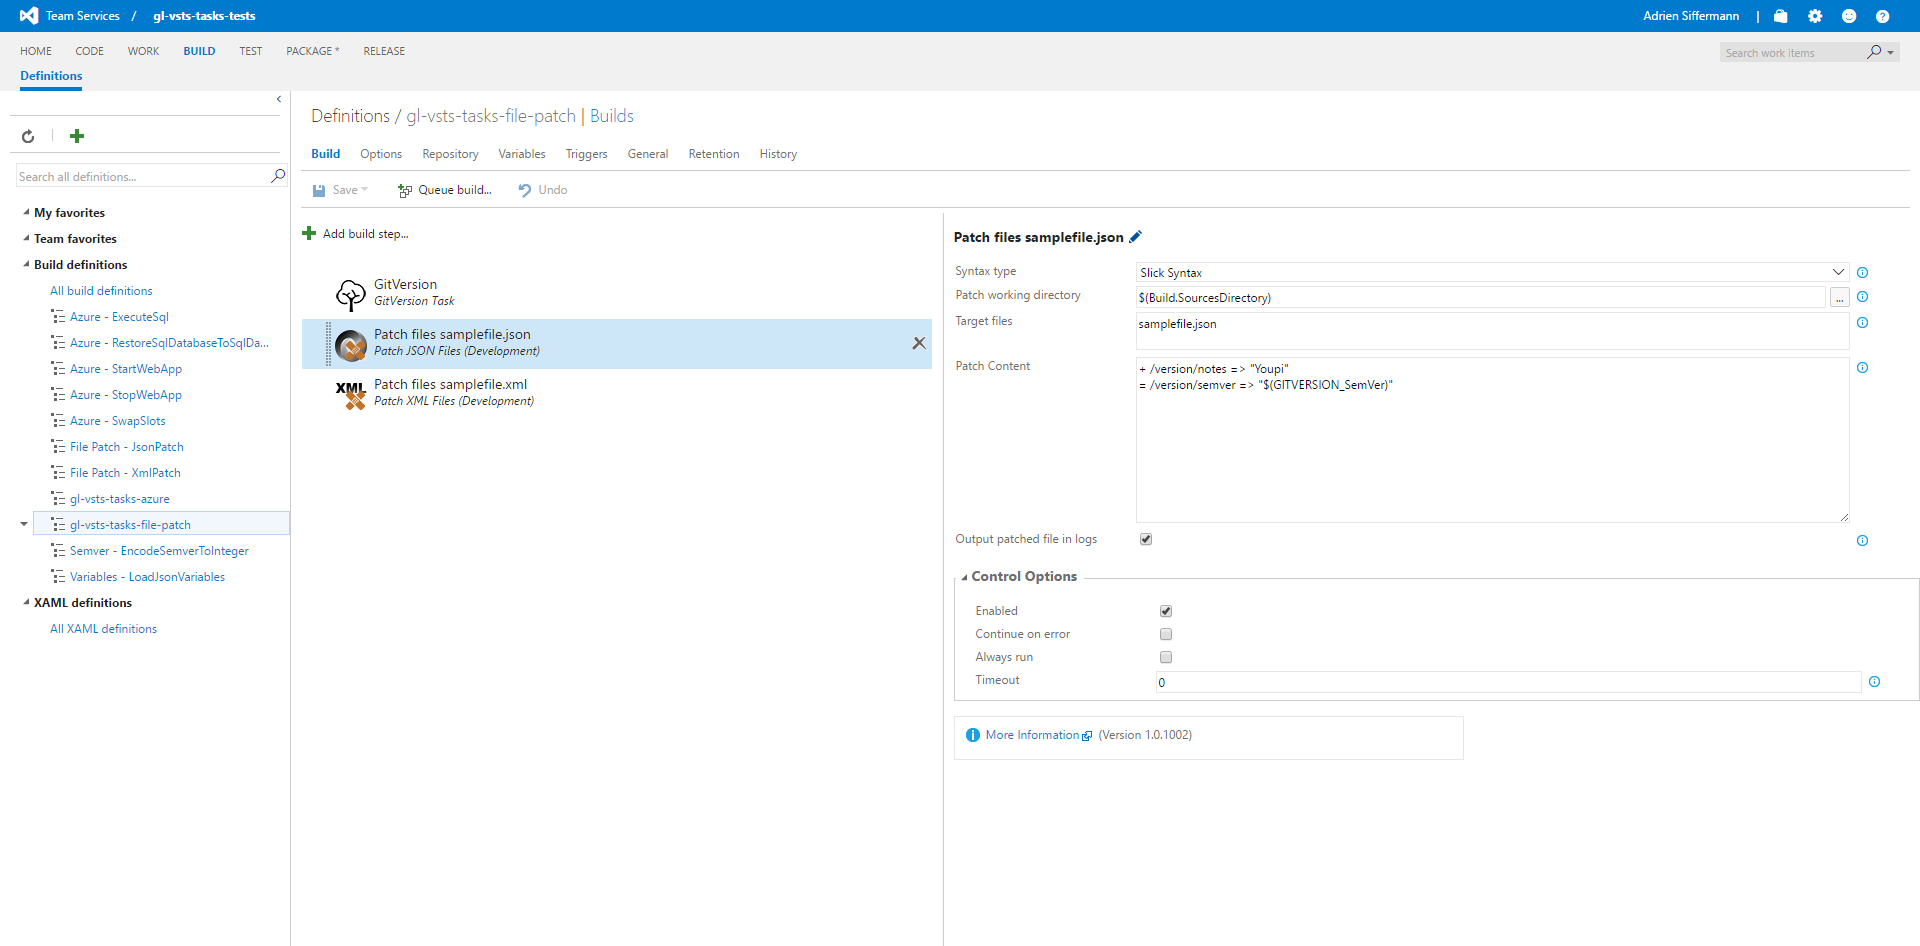 Team Services / gl-vsts-tasks-tests
Adrien Siffermann |
HOME CODE WORK BUILD TEST PACKAGE * RELEASE
Search work items
Definitions
Search all definitions...
My favorites
Team favorites
Build definitions
All build definitions
Azure - ExecuteSql
Azure - RestoreSqlDatabaseToSqlDa...
Azure - StartWebApp
Azure - StopWebApp
Azure - SwapSlots
File Patch - JsonPatch
File Patch - XmlPatch
gl-vsts-tasks-azure
gl-vsts-tasks-file-patch
Semver - EncodeSemverToInteger
Variables - LoadJsonVariables
XAML definitions
All XAML definitions
Definitions / gl-vsts-tasks-file-patch | Builds
Build Options Repository Variables Triggers General Retention History
Save Queue build... Undo
Add build step...
GitVersion
GitVersion Task
Patch files samplefile.json
Patch JSON Files (Development)
XML
Patch files samplefile.xml
Patch XML Files (Development)
Patch files samplefile.json
Syntax type Slick Syntax
Patch working directory $(Build.SourcesDirectory) ...
Target files samplefile.json
Patch Content + /version/notes => "Youpi"
= /version/semver => "$(GITVERSION_SemVer)"
Output patched file in logs
Control Options
Enabled
Continue on error
Always run
Timeout 0
More Information (Version 1.0.1002)